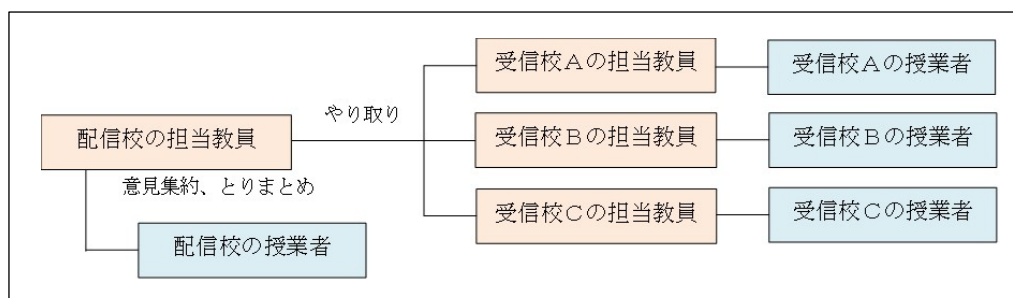 受信校Ａの担当教員
受信校Ａの授業者
やり取り
配信校の担当教員
受信校Ｂの担当教員
受信校Ｂの授業者
意見集約、とりまとめ
受信校Ｃの担当教員
受信校Ｃの授業者
配信校の授業者